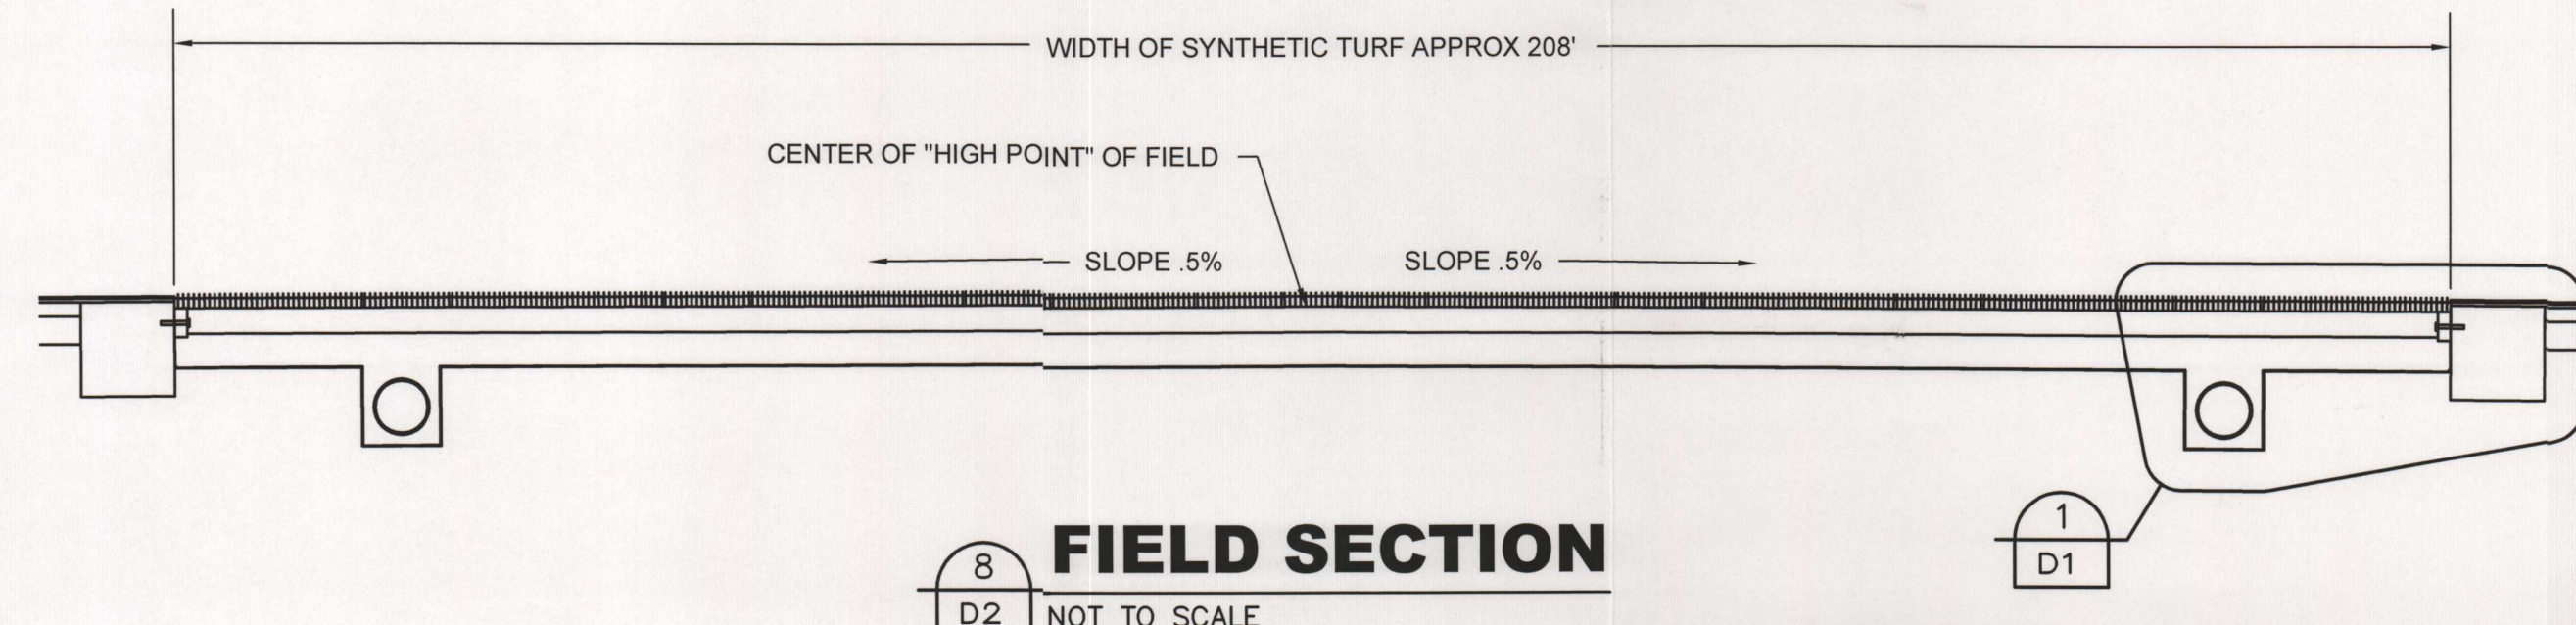 WIDTH OF SYNTHETIC TURF APPROX 208'
CENTER OF "HIGH POINT" OF FIELD
SLOPE .5%
SLOPE .5%
1
D1
8
D2
FIELD SECTION
NOT TO SCALE